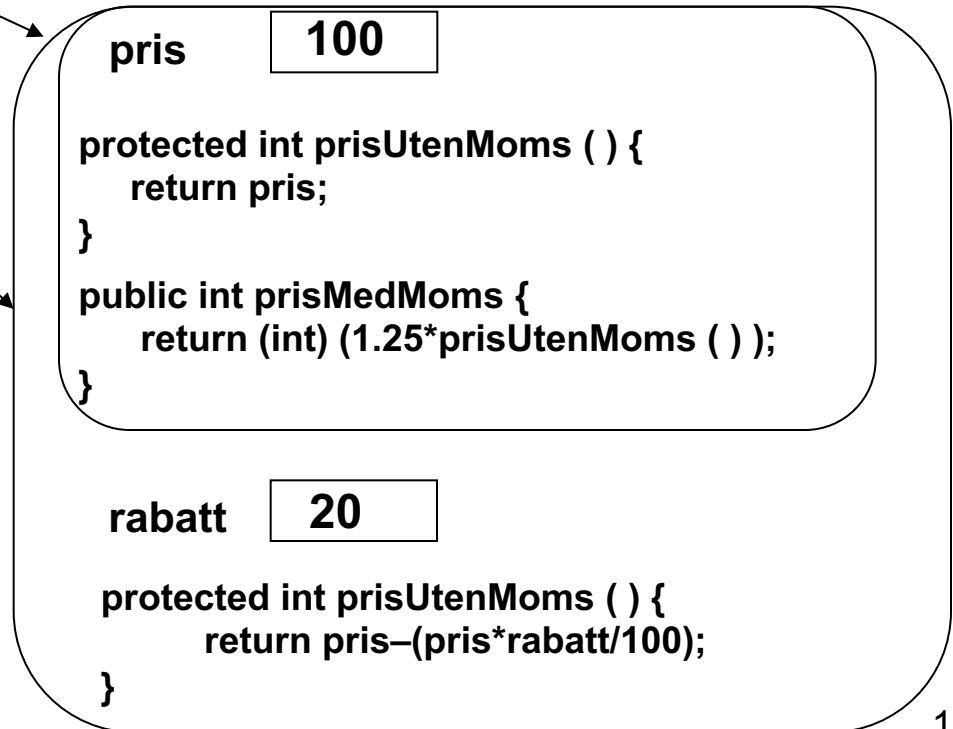 pris 100
protected int prisUtenMoms ( ) {
return pris;
}
public int prisMedMoms {
return (int) (1.25*prisUtenMoms ( ) );
}
rabatt 20
protected int prisUtenMoms ( ) {
return pris–(pris*rabatt/100);
}
1